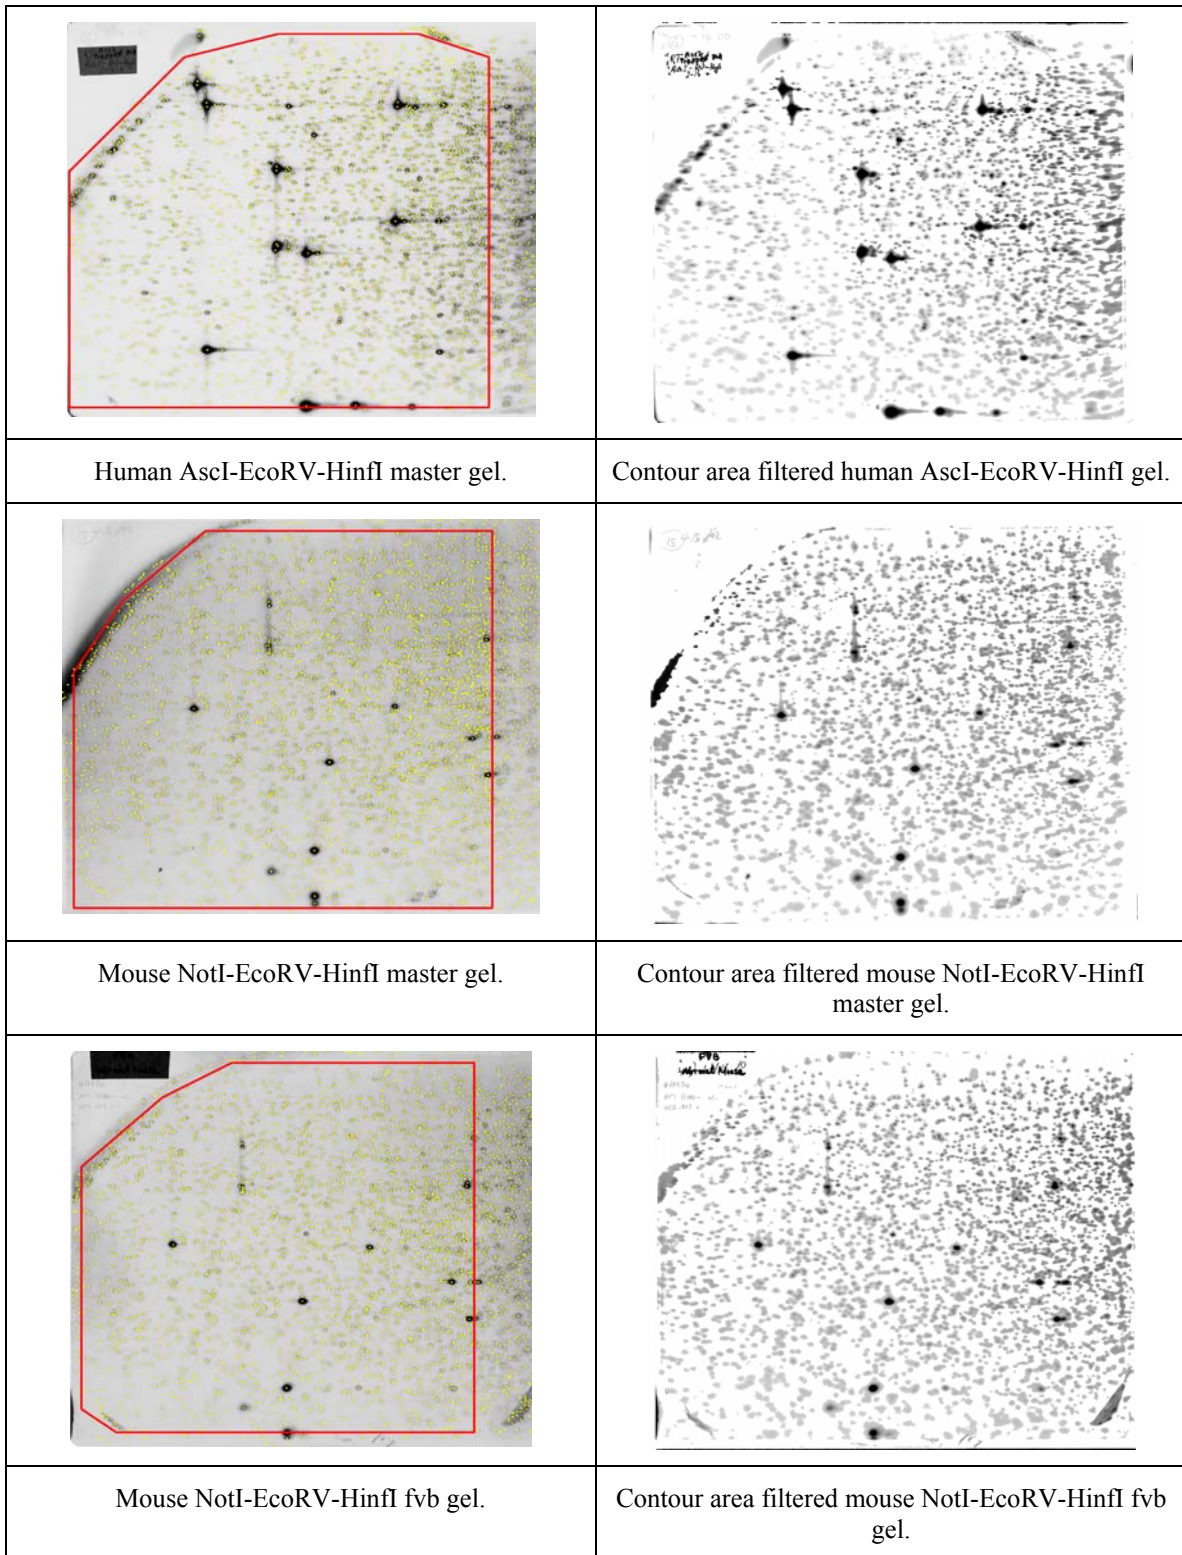 Human AscI-EcoRV-HinfI master gel.
Contour area filtered human AscI-EcoRV-HinfI gel.
Mouse NotI-EcoRV-HinfI master gel.
Contour area filtered mouse NotI-EcoRV-HinfI
master gel.
FVB
Mouse NotI-EcoRV-HinfI fvb gel.
Contour area filtered mouse NotI-EcoRV-HinfI fvb
gel.